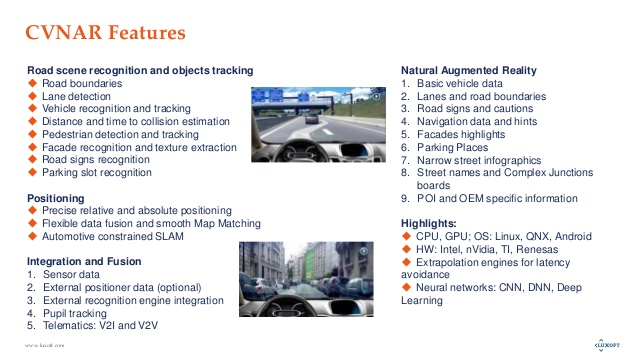 CVNAR Features
Road scene recognition and objects tracking
Road boundaries
Lane detection
Vehicle recognition and tracking
Distance and time to collision estimation
Pedestrian detection and tracking
Facade recognition and texture extraction
Road signs recognition
Parking slot recognition
Positioning
Precise relative and absolute positioning
Flexible data fusion and smooth Map Matching
Automotive constrained SLAM
Integration and Fusion
1. Sensor data
2. External positioner data (optional)
3. External recognition engine integration
4. Pupil tracking
5. Telematics: V2I and V2V
Natural Augmented Reality
1. Basic vehicle data
2. Lanes and road boundaries
3. Road signs and cautions
4. Navigation data and hints
5. Facades highlights
6. Parking Places
7. Narrow street infographics
8. Street names and Complex Junctions
boards
9. POI and OEM specific information
Highlights:
CPU, GPU; OS: Linux, QNX, Android
HW: Intel, nVidia, TI, Renesas
Extrapolation engines for latency
avoidance
Neural networks: CNN, DNN, Deep
Learning
www.luxoft.com
LUXOFT